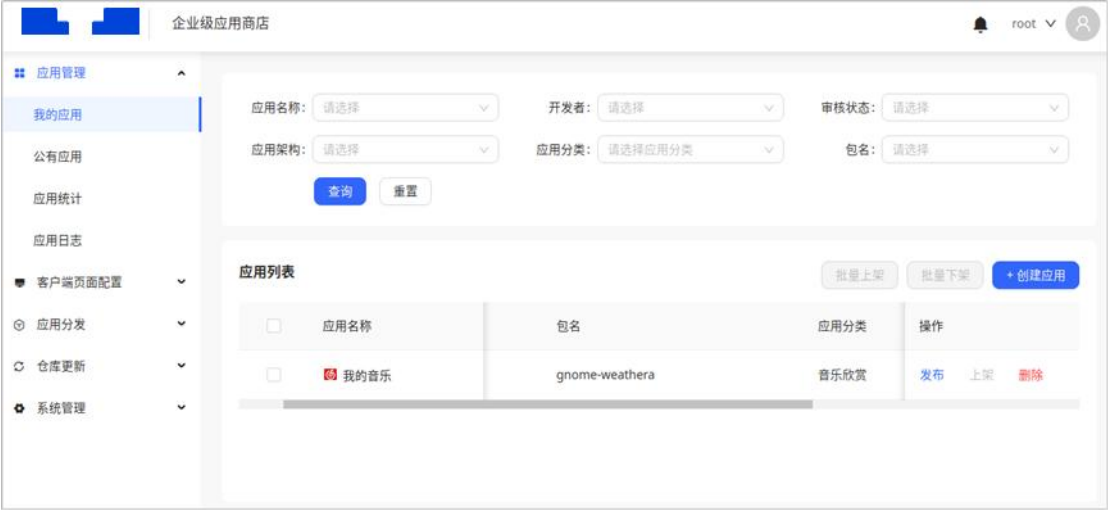 企业级应用商店 root
应用管理
我的应用
公有应用
应用统计
应用日志
客户端页面配置
应用分发
仓库更新
系统管理
应用名称: 请选择 开发者: 请选择 审核状态: 请选择
应用架构: 请选择 应用分类: 请选择应用分类 包名: 请选择
查询 重置
应用列表 批量上架 批量下架 + 创建应用
应用名称 包名 应用分类 操作
我的音乐 gnome-weathera 音乐欣赏 发布 上架 删除